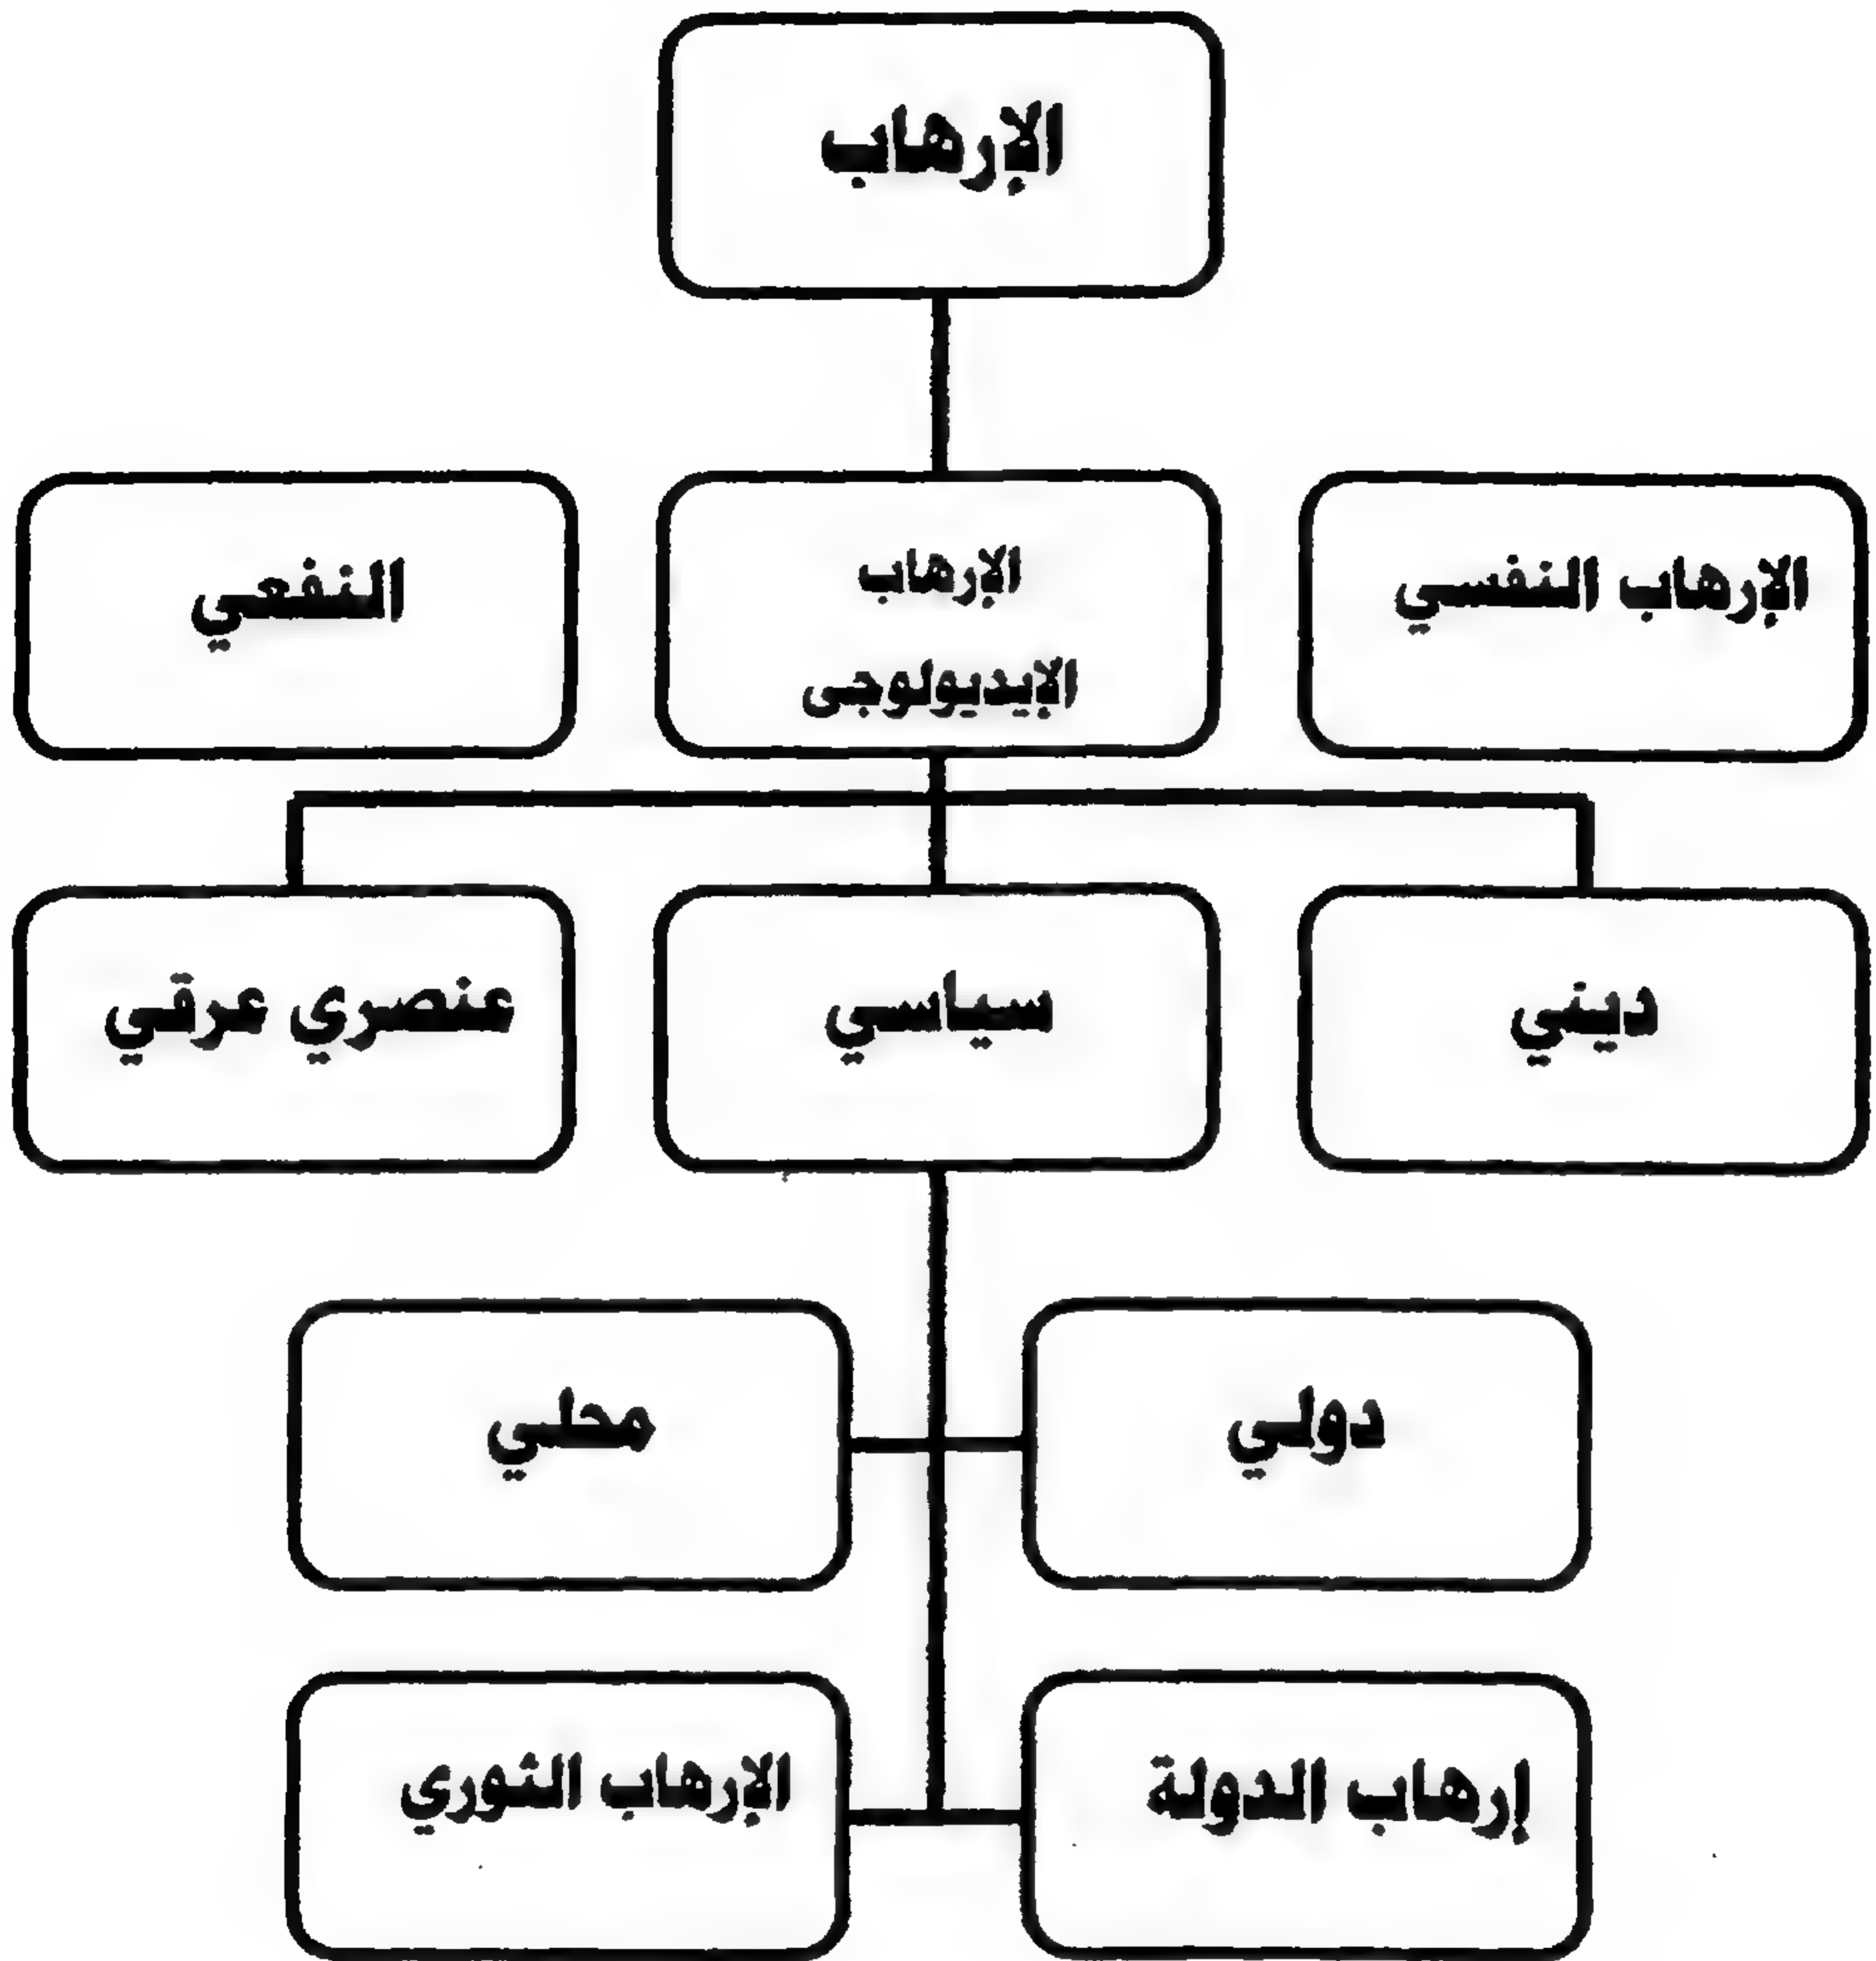 الإرهاب
الإرهاب النفسي
الإرهاب
الإيديولوجى
النفعي
ديني
سياسي
عنصري عرقي
دولي
محلي
إرهاب الدولة
الإرهاب الثوري